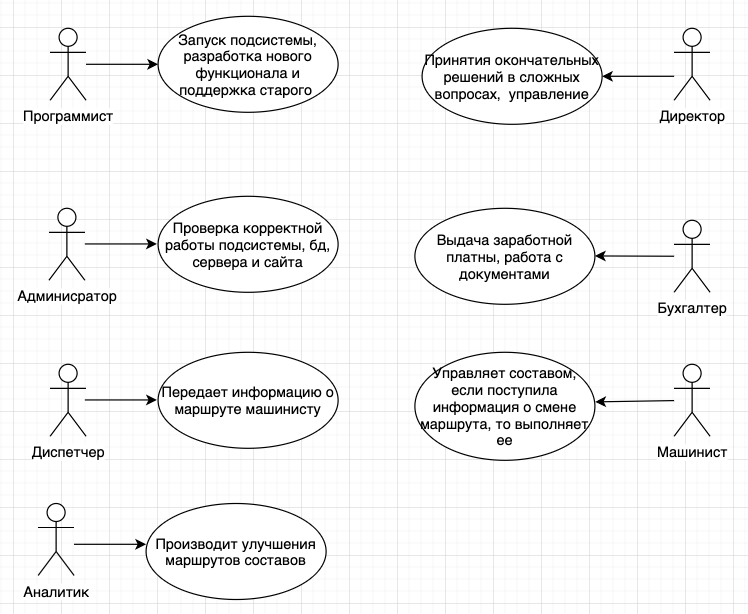 Запуск подсистемы,
разработка нового
функционала и
поддержка старого
Программист
Принятия окончательных
решений в сложных
вопросах, управление
Директор
Проверка корректной
работы подсистемы, бд,
сервера и сайта
Админисратор
Выдача заработной
платны, работа с
документами
Бухгалтер
Передает информацию о
маршруте машинисту
Диспетчер
Управляет составом,
если поступила
информация о смене
маршрута, то выполняет
ее
Машинист
Производит улучшения
маршрутов составов
Аналитик